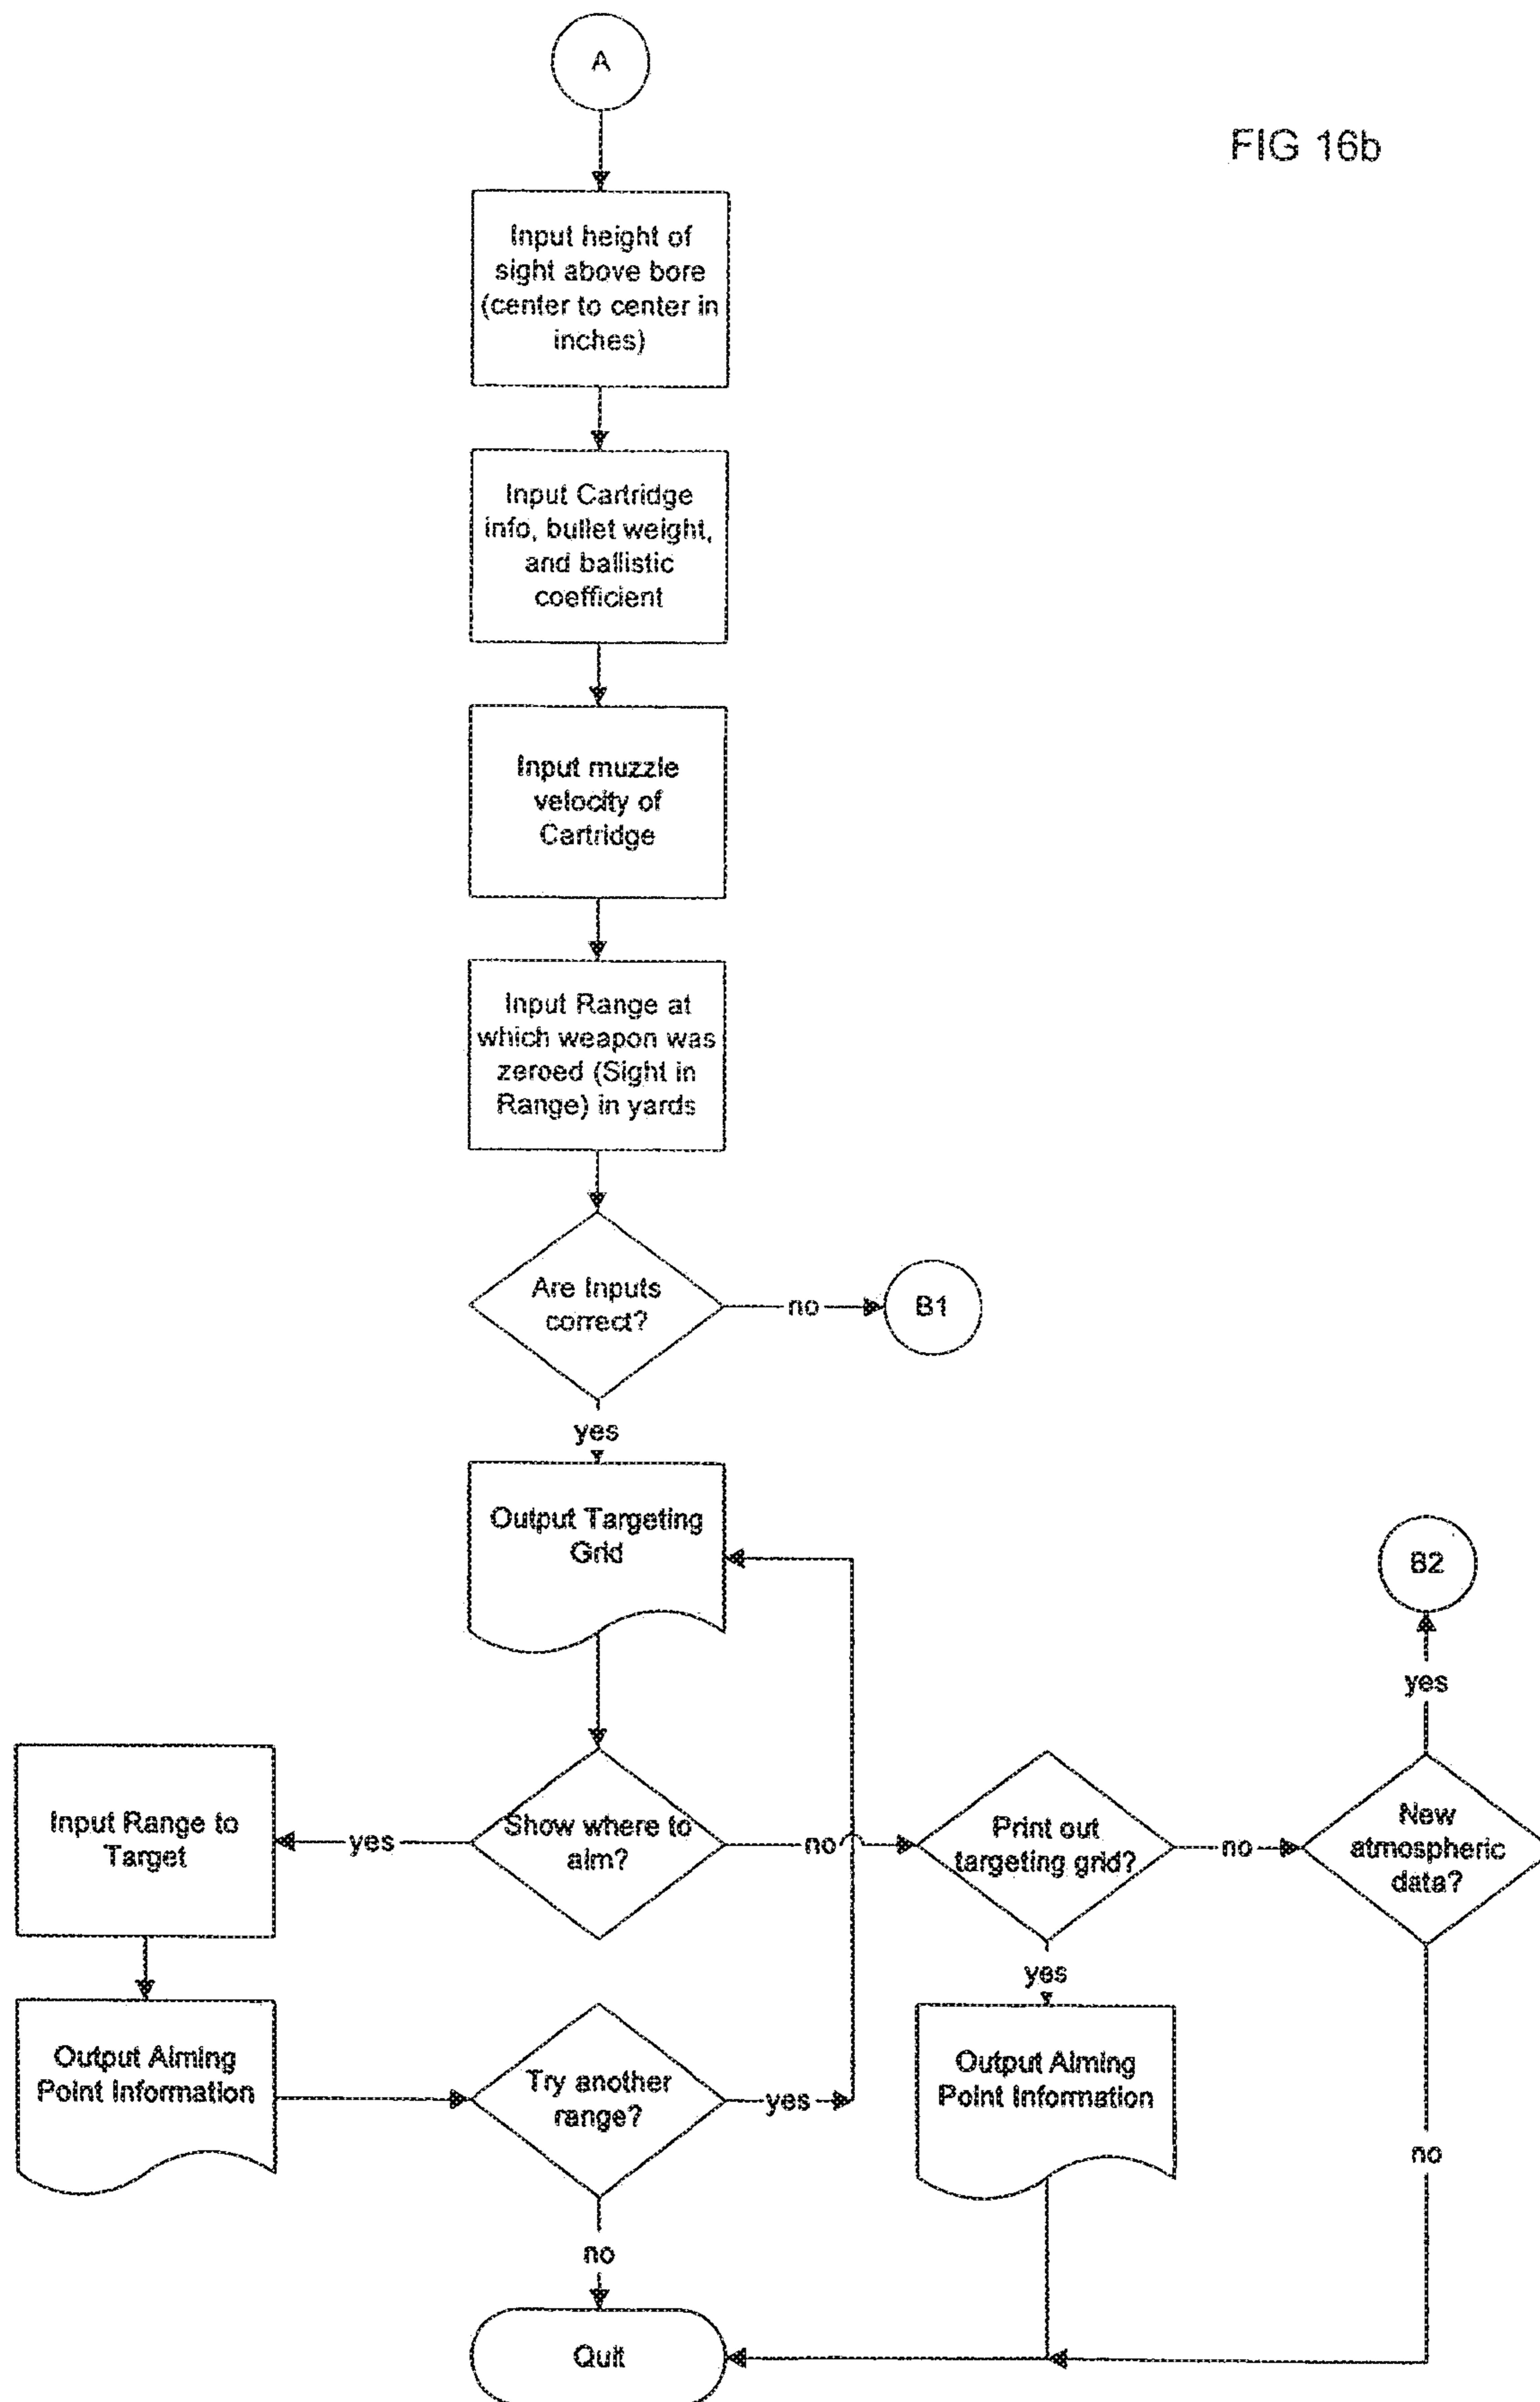 A
FIG 16b
Input height of
sight above bore
(center to center in
inches)
Input Cartridge
info, bullet weight,
and ballistic
coefficient
Input muzzle
velocity of
Cartridge
Input Range at
which weapon was
zeroed (Sight in
Range) in yards
Are Inputs
correct?
no
B1
yes
Output Targeting
Grid
B2
yes
Input Range to
Target
yes
Show where to
aim?
no
Print out
targeting grid?
no
New
atmospheric
data?
yes
Output Aiming
Point Information
Try another
range?
yes
Output Aiming
Point Information
no
no
Quit